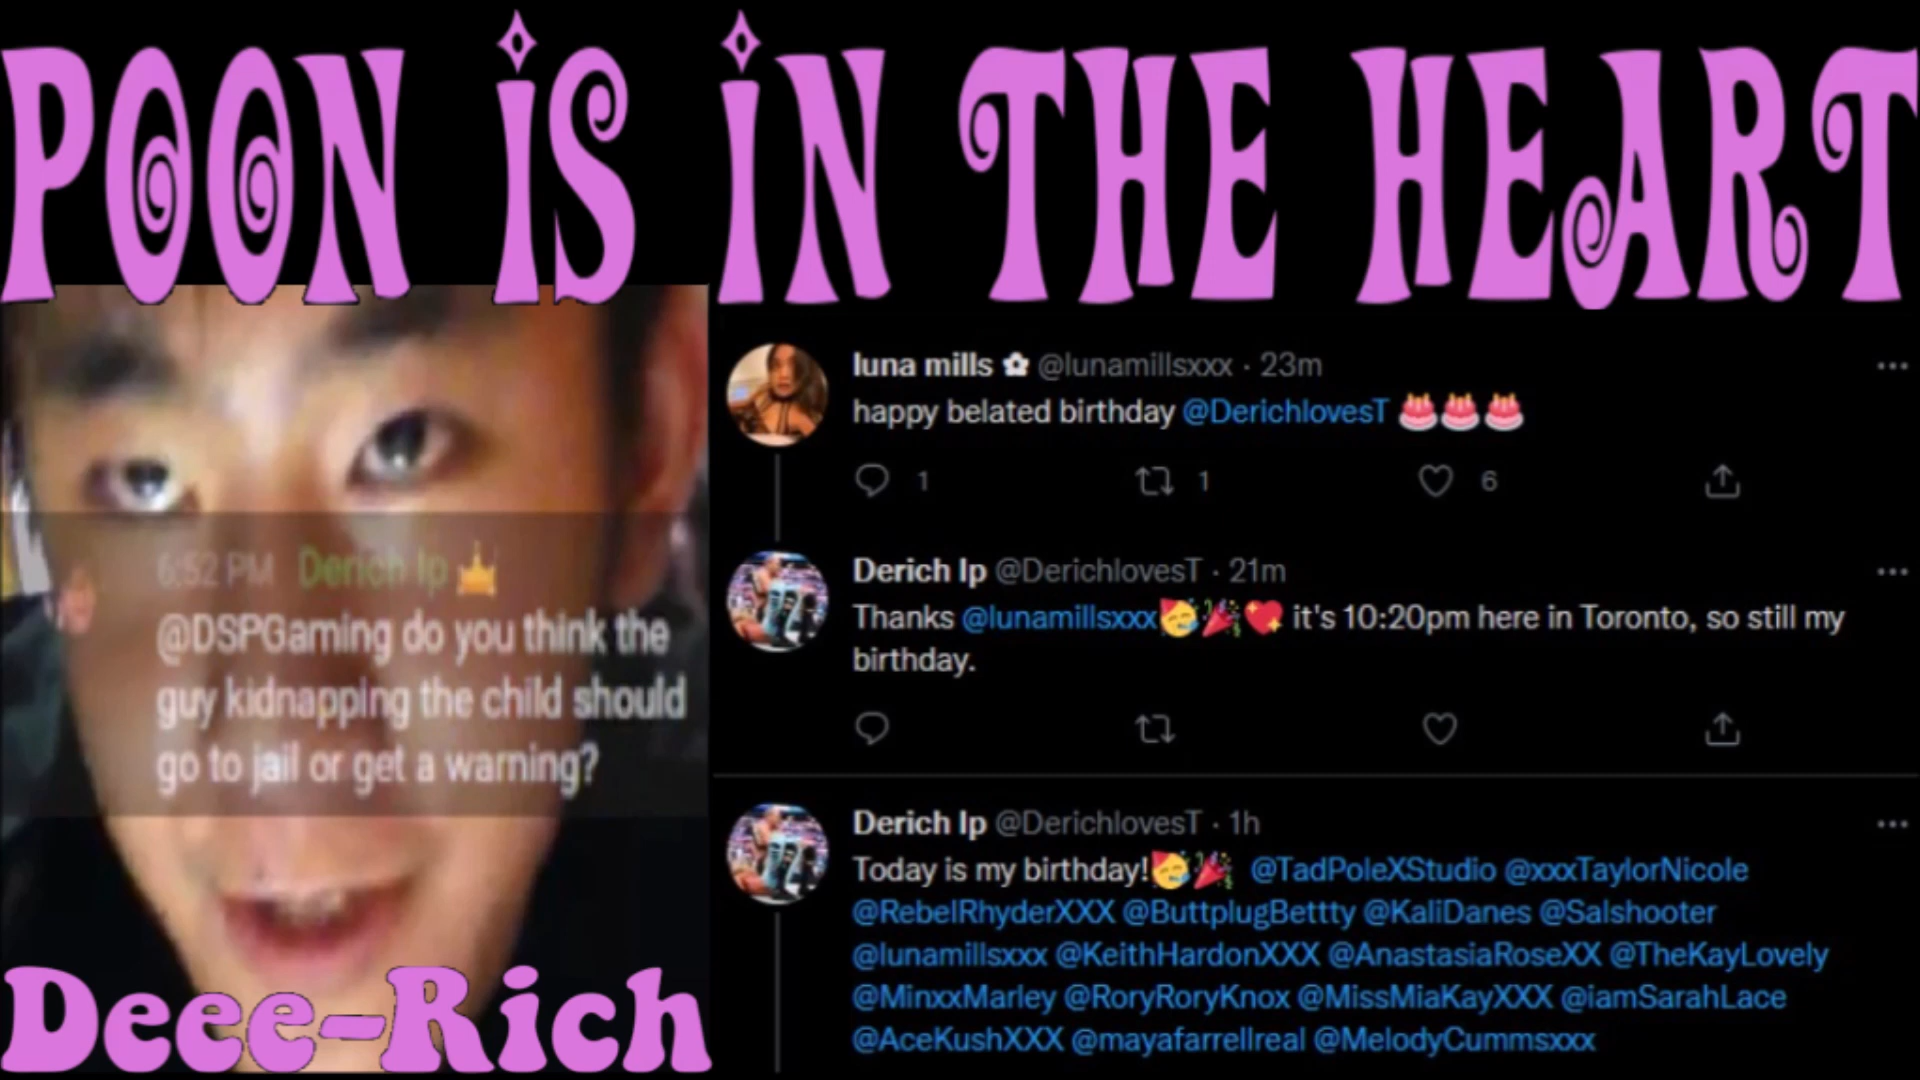 POON iS iN THE HEART
6:52 PM Derich Ip
@DSPGaming do you think the
guy kidnapping the child should
go to jail or get a warning?
Deee-Rich
luna mills @lunamillsxxx · 23m
happy belated birthday @DerichlovesT 🎂🎂🎂
1 1 6
Derich Ip @DerichlovesT · 21m
Thanks @lunamillsxxx🥳🎉💖 it's 10:20pm here in Toronto, so still my
birthday.
Derich Ip @DerichlovesT · 1h
Today is my birthday!🥳🎉 @TadPoleXStudio @xxxTaylorNicole
@RebelRhyderXXX @ButtplugBettty @KaliDanes @Salshooter
@lunamillsxxx @KeithHardonXXX @AnastasiaRoseXX @TheKayLovely
@MinxxMarley @RoryRoryKnox @MissMiaKayXXX @iamSarahLace
@AceKushXXX @mayafarrellreal @MelodyCummsxxx